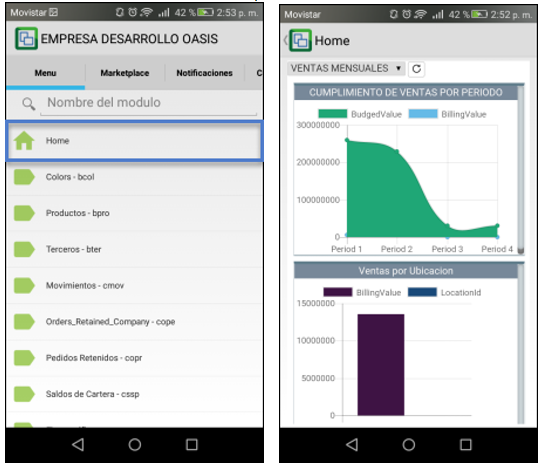 Movistar 42 % 2:53 p. m.
EMPRESA DESARROLLO OASIS
Menu Marketplace Notificaciones C
Nombre del modulo
Home
Colors - bcol
Productos - bpro
Terceros - bter
Movimientos - cmov
Orders_Retained_Company - cope
Pedidos Retenidos - copr
Saldos de Cartera - cssp
Movistar 42 % 2:52 p. m.
Home
VENTAS MENSUALES
CUMPLIMIENTO DE VENTAS POR PERIODO
BudgedValue BillingValue
300000000
200000000
100000000
0
Period 1 Period 2 Period 3 Period 4
Ventas por Ubicacion
BillingValue LocationId
15000000
10000000
5000000
0